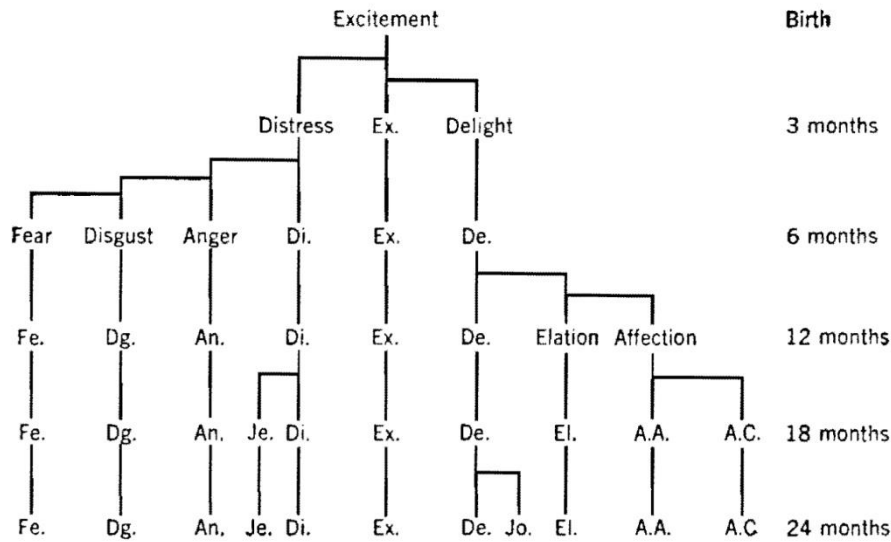 Excitement Birth
Distress Ex. Delight 3 months
Fear Disgust Anger Di. Ex. De. 6 months
Fe. Dg. An. Di. Ex. De. Elation Affection 12 months
Fe. Dg. An. Je. Di. Ex. De. El. A.A. A.C. 18 months
Fe. Dg. An. Je. Di. Ex. De. Jo. El. A.A. A.C 24 months